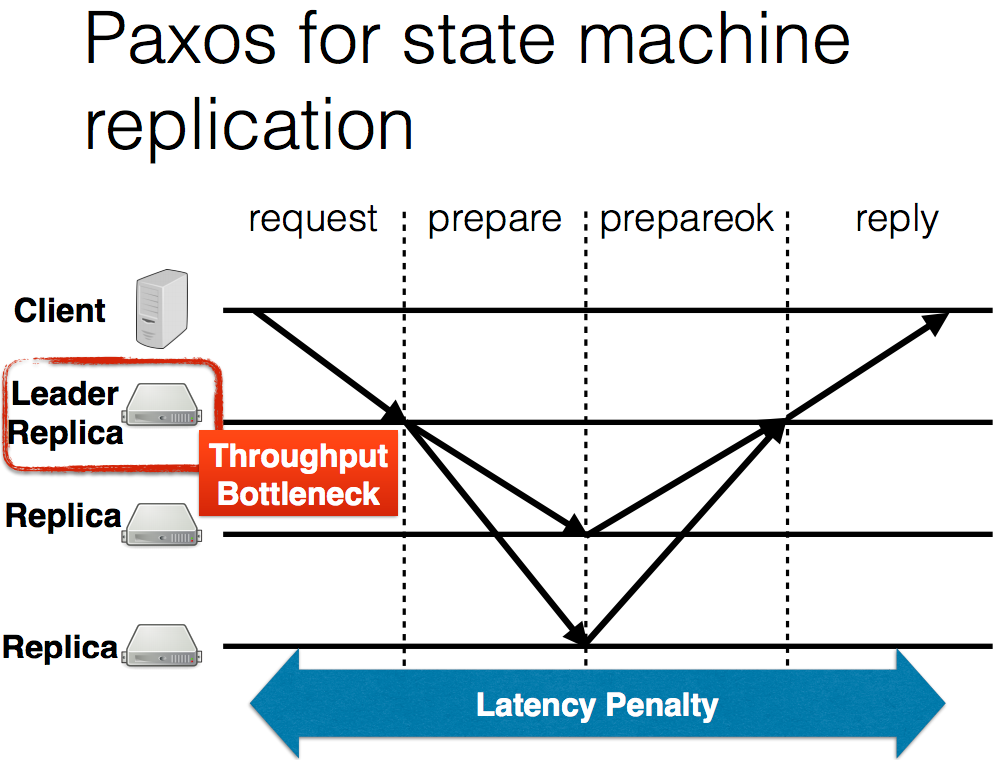 Paxos for state machine
replication
request
prepare
prepareok
reply
Client
Leader
Replica
Throughput
Bottleneck
Replica
Replica
Latency Penalty